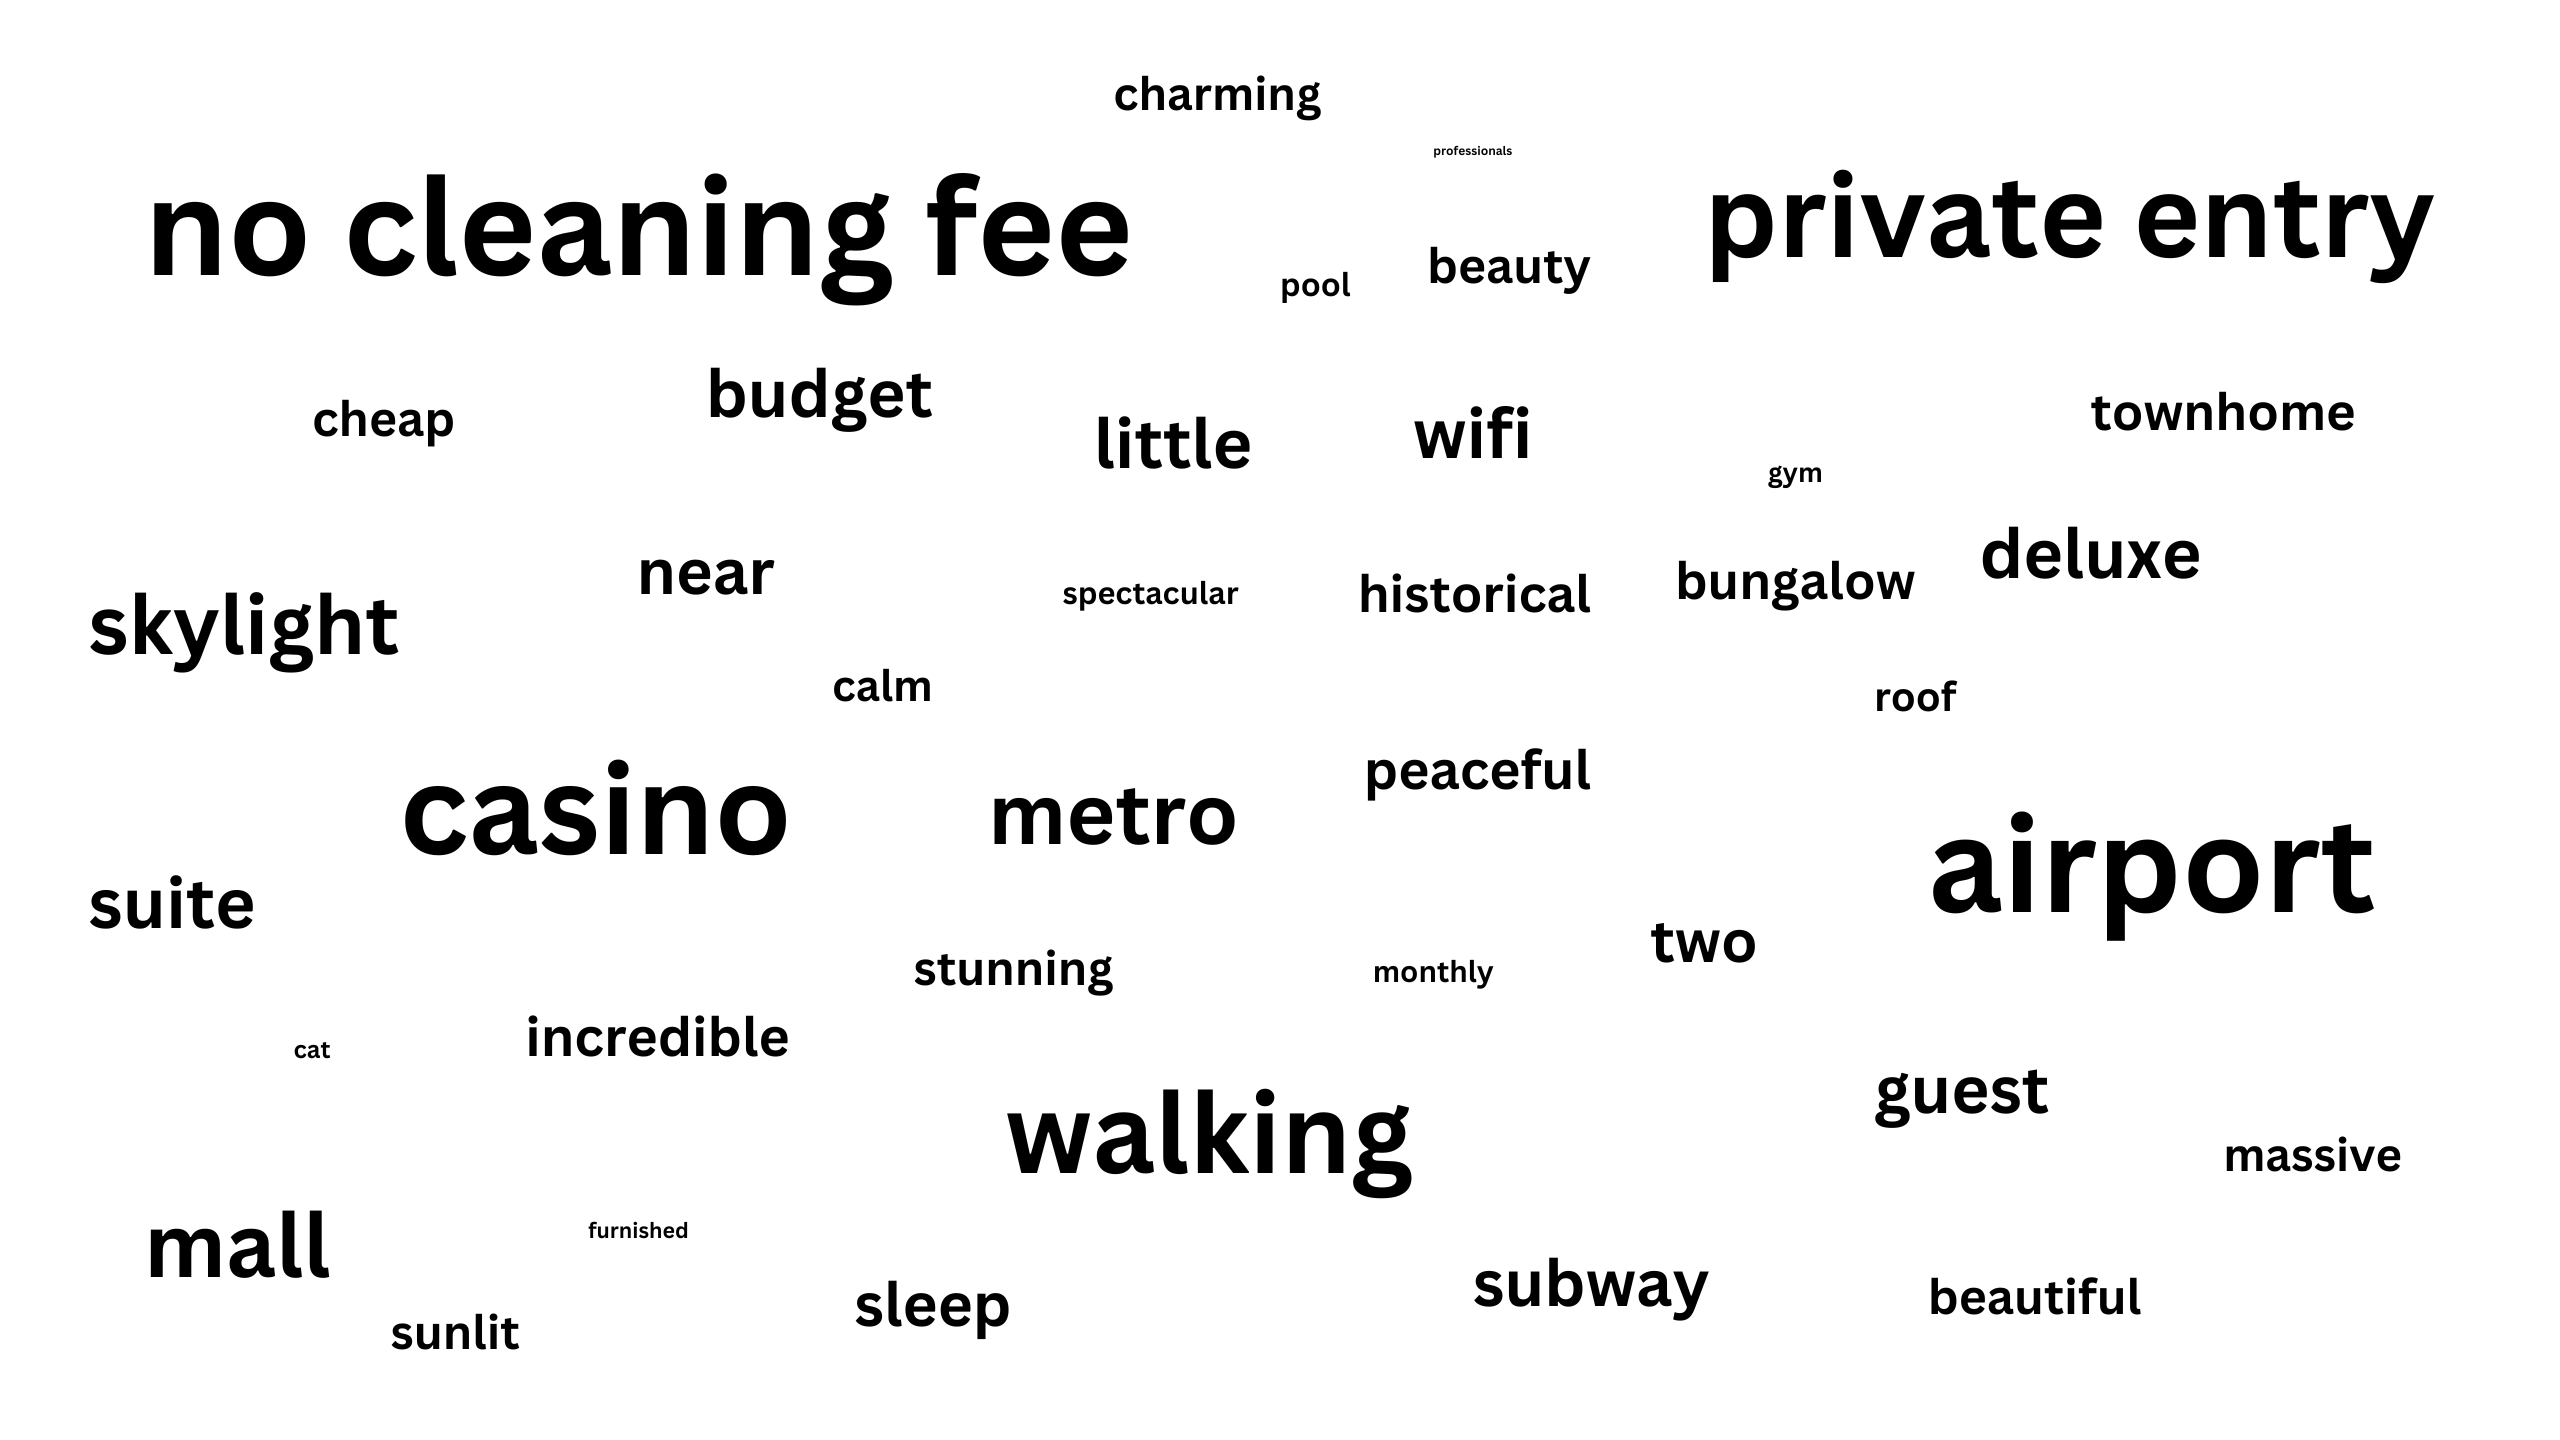 charming
professionals
no cleaning fee
private entry
pool
beauty
cheap
budget
little
wifi
townhome
gym
skylight
near
spectacular
historical
bungalow
deluxe
calm
roof
casino
metro
peaceful
airport
suite
stunning
monthly
two
cat
incredible
walking
guest
massive
mall
furnished
sunlit
sleep
subway
beautiful